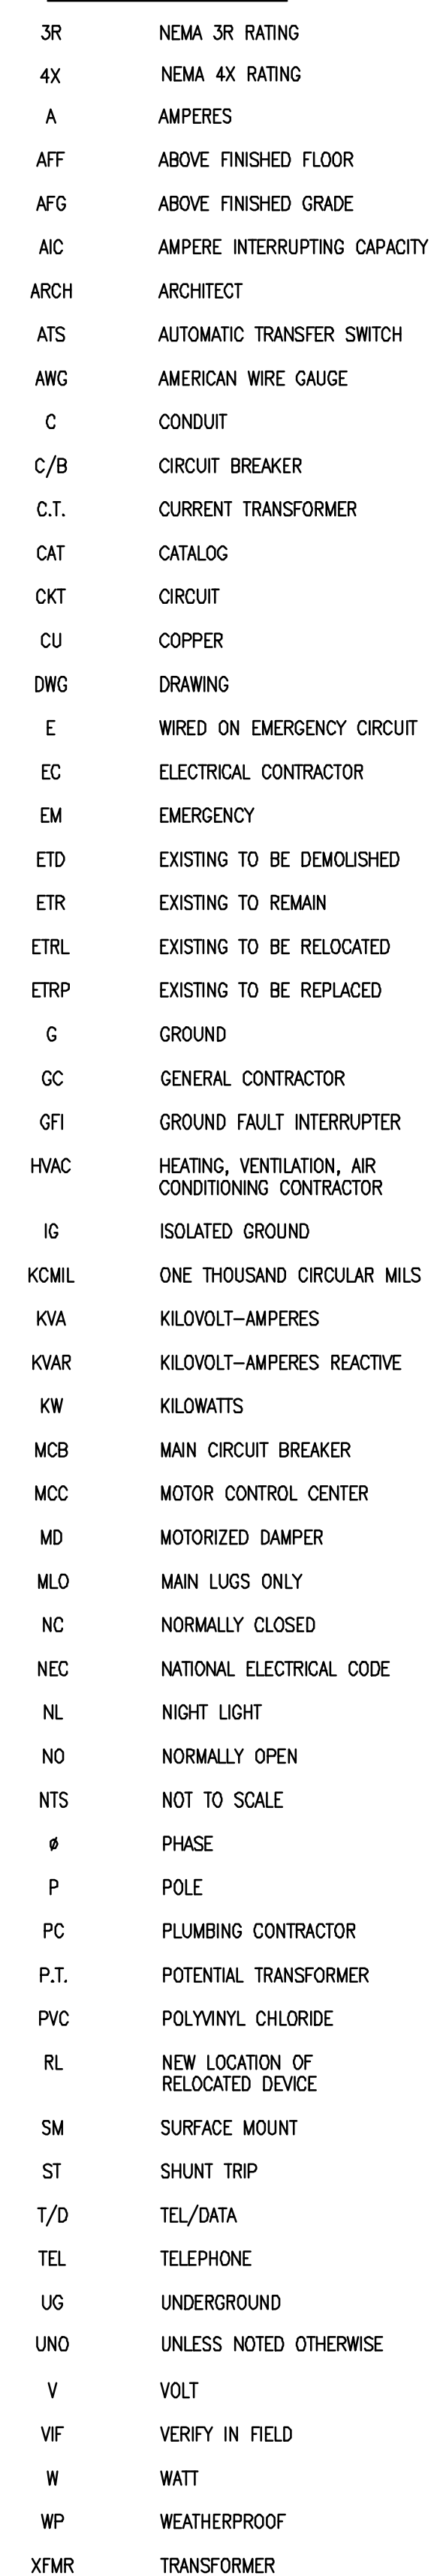 3R NEMA 3R RATING
4X NEMA 4X RATING
A AMPERES
AFF ABOVE FINISHED FLOOR
AFG ABOVE FINISHED GRADE
AIC AMPERE INTERRUPTING CAPACITY
ARCH ARCHITECT
ATS AUTOMATIC TRANSFER SWITCH
AWG AMERICAN WIRE GAUGE
C CONDUIT
C/B CIRCUIT BREAKER
C.T. CURRENT TRANSFORMER
CAT CATALOG
CKT CIRCUIT
CU COPPER
DWG DRAWING
E WIRED ON EMERGENCY CIRCUIT
EC ELECTRICAL CONTRACTOR
EM EMERGENCY
ETD EXISTING TO BE DEMOLISHED
ETR EXISTING TO REMAIN
ETRL EXISTING TO BE RELOCATED
ETRP EXISTING TO BE REPLACED
G GROUND
GC GENERAL CONTRACTOR
GFI GROUND FAULT INTERRUPTER
HVAC HEATING, VENTILATION, AIR
CONDITIONING CONTRACTOR
IG ISOLATED GROUND
KCMIL ONE THOUSAND CIRCULAR MILS
KVA KILOVOLT-AMPERES
KVAR KILOVOLT-AMPERES REACTIVE
KW KILOWATTS
MCB MAIN CIRCUIT BREAKER
MCC MOTOR CONTROL CENTER
MD MOTORIZED DAMPER
MLO MAIN LUGS ONLY
NC NORMALLY CLOSED
NEC NATIONAL ELECTRICAL CODE
NL NIGHT LIGHT
NO NORMALLY OPEN
NTS NOT TO SCALE
ø PHASE
P POLE
PC PLUMBING CONTRACTOR
P.T. POTENTIAL TRANSFORMER
PVC POLYVINYL CHLORIDE
RL NEW LOCATION OF
RELOCATED DEVICE
SM SURFACE MOUNT
ST SHUNT TRIP
T/D TEL/DATA
TEL TELEPHONE
UG UNDERGROUND
UNO UNLESS NOTED OTHERWISE
V VOLT
VIF VERIFY IN FIELD
W WATT
WP WEATHERPROOF
XFMR TRANSFORMER